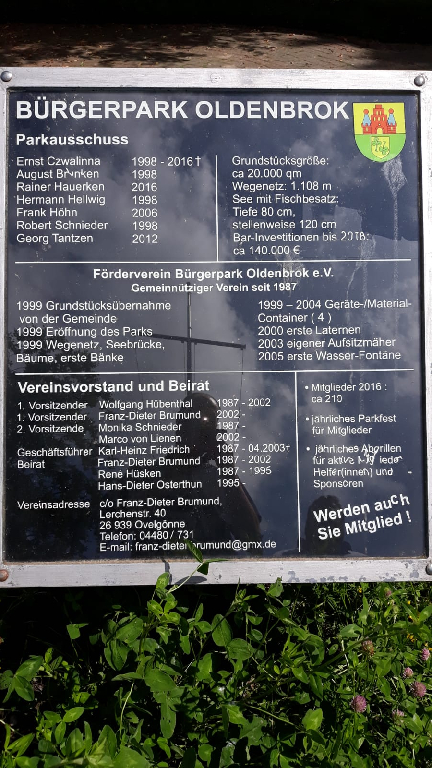 BÜRGERPARK OLDENBROK
Parkausschuss
Ernst Czwalinna 1998 - 2016 †
August Brunken 1998
Rainer Hauerken 2016
Hermann Hellwig 1998
Frank Höhn 2006
Robert Schnieder 1998
Georg Tantzen 2012
Grundstücksgröße:
ca 20.000 qm
Wegenetz: 1.108 m
See mit Fischbesatz:
Tiefe 80 cm,
stellenweise 120 cm
Bar-Investitionen bis 2016:
ca 140.000 €
Förderverein Bürgerpark Oldenbrok e.V.
Gemeinnütziger Verein seit 1987
1999 Grundstücksübernahme
von der Gemeinde
1999 Eröffnung des Parks
1999 Wegenetz, Seebrücke,
Bäume, erste Bänke
1999 – 2004 Geräte-/Material-
Container ( 4 )
2000 erste Laternen
2003 eigener Aufsitzmäher
2005 erste Wasser-Fontäne
Vereinsvorstand und Beirat
1. Vorsitzender Wolfgang Hübenthal 1987 - 2002
1. Vorsitzender Franz-Dieter Brumund 2002 -
2. Vorsitzende Monika Schnieder 1987 -
Marco von Lienen 2002 -
Geschäftsführer Karl-Heinz Friedrich 1987 - 04.2003†
Beirat Franz-Dieter Brumund 1987 - 2002
René Hüsken 1987 - 1995
Hans-Dieter Osterthun 1995 -
Vereinsadresse c/o Franz-Dieter Brumund,
Lerchenstr. 40
26 939 Ovelgönne
Telefon: 04480 / 731
E-mail: franz-dieter.brumund@gmx.de
• Mitglieder 2016 :
ca 210
• jährliches Parkfest
für Mitglieder
• jährliches Abgrillen
für aktive Mitglieder
Helfer(innen) und
Sponsoren
Werden auch
Sie Mitglied !